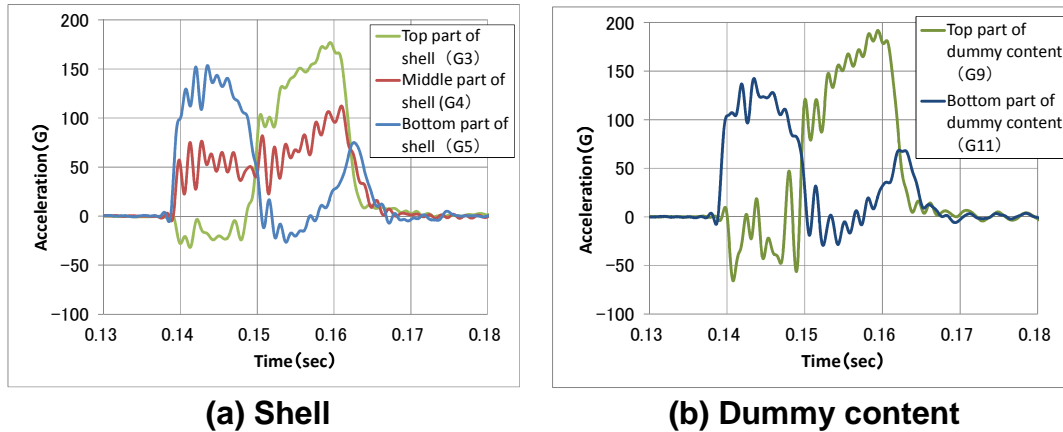 200
150
100
50
0
−50
−100
0.13 0.14 0.15 0.16 0.17 0.18
Acceleration(G)
Time(sec)
Top part of
shell（G3）
Middle part of
shell (G4）
Bottom part of
shell（G5）
(a) Shell
200
150
100
50
0
−50
−100
0.13 0.14 0.15 0.16 0.17 0.18
Acceleration(G)
Time(sec)
Top part of
dummy content
（G9）
Bottom part of
dummy content
（G11）
(b) Dummy content